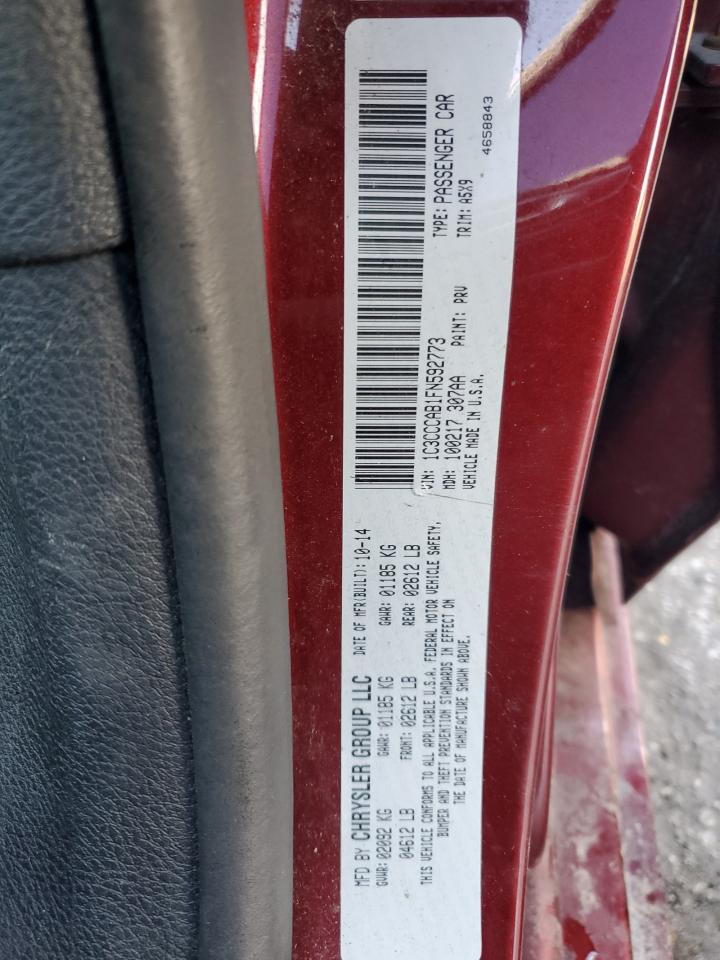 MFD BY CHRYSLER GROUP LLC DATE OF MFR(BUILT): 10-14
GVWR: 02092 KG GAWR: 01185 KG GAWR: 01185 KG
04612 LB FRONT: 02612 LB REAR: 02612 LB
THIS VEHICLE CONFORMS TO ALL APPLICABLE U.S.A. FEDERAL MOTOR VEHICLE SAFETY,
BUMPER AND THEFT PREVENTION STANDARDS IN EFFECT ON
THE DATE OF MANUFACTURE SHOWN ABOVE.
VIN: 1C3CCCAB1FN592773 TYPE: PASSENGER CAR
MDH: 100217 307AA PAINT: PRV TRIM: A5X9
VEHICLE MADE IN U.S.A.
4658843